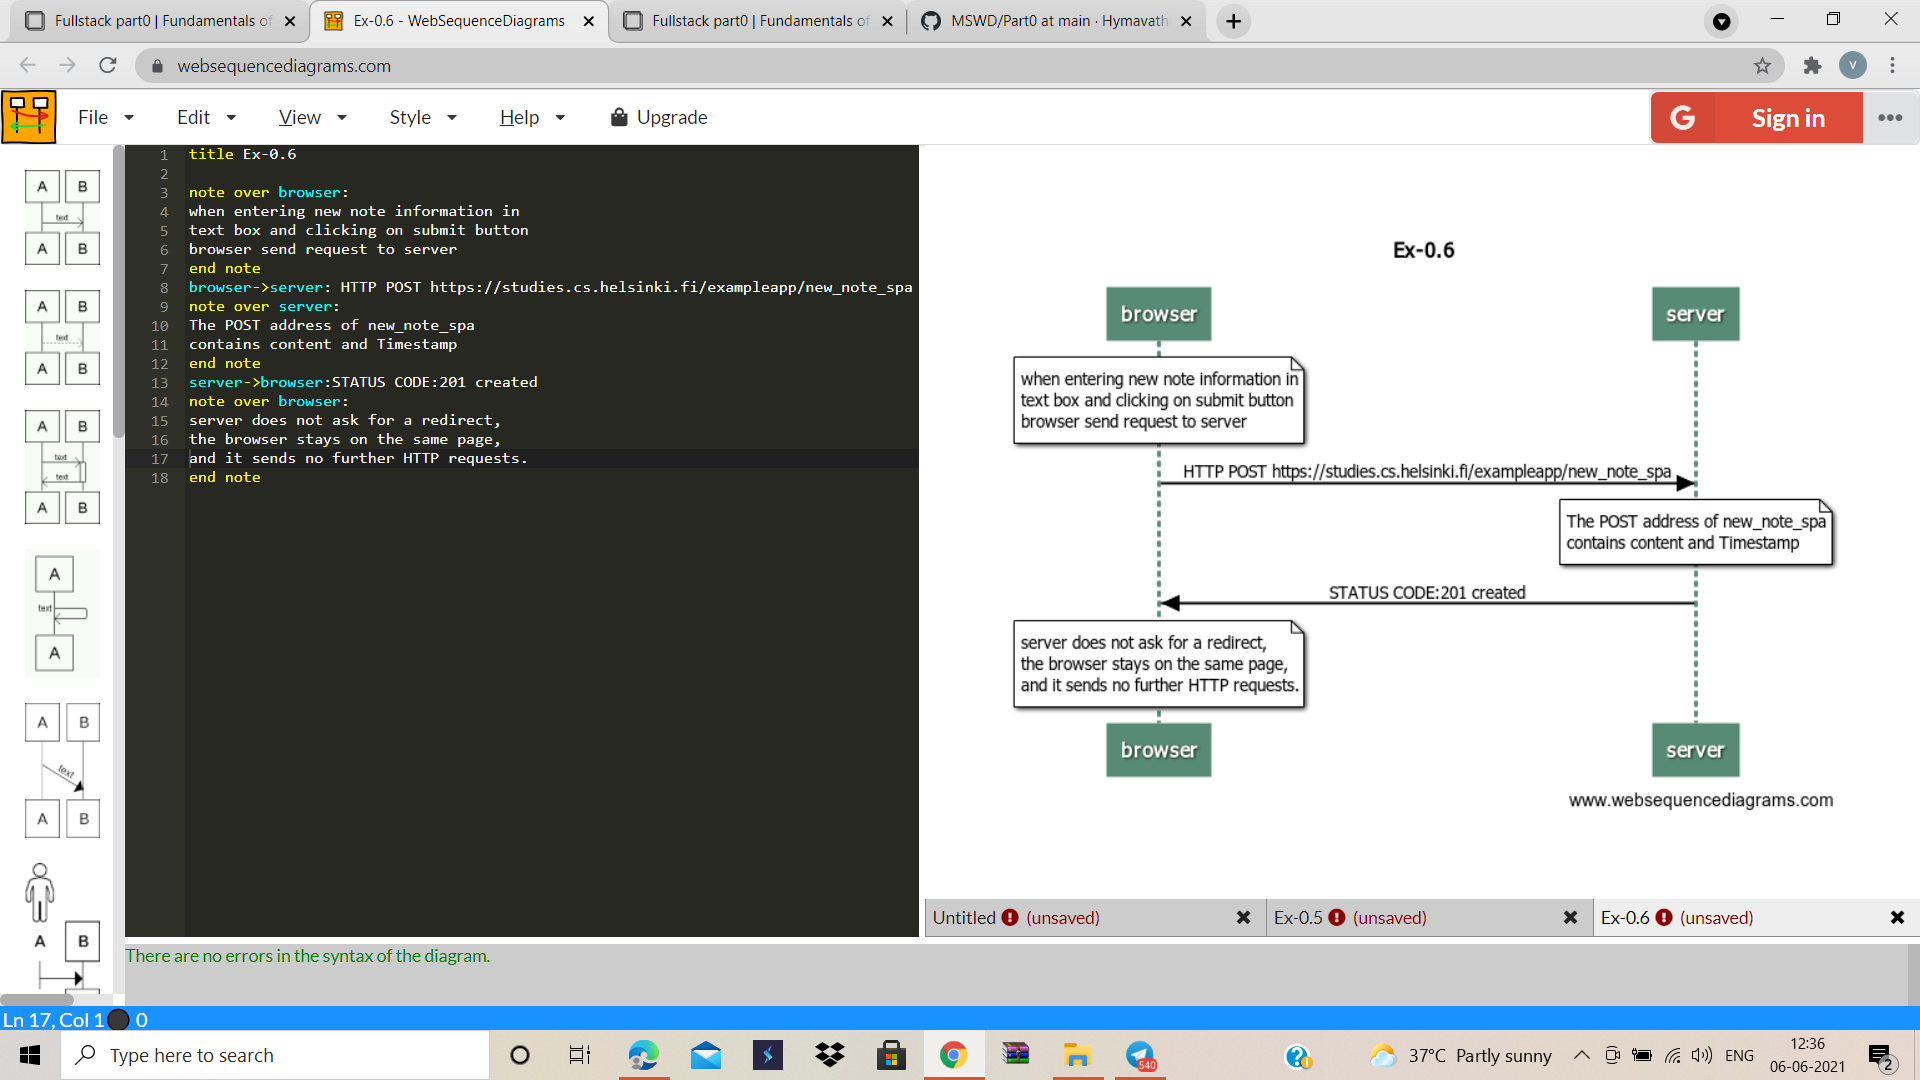 Fullstack part0 | Fundamentals of
Ex-0.6 - WebSequenceDiagrams
Fullstack part0 | Fundamentals of
MSWD/Part0 at main · Hymavath
websequencediagrams.com
V
File
Edit
View
Style
Help
Upgrade
G
Sign in
A B
text
A B
A B
text
A B
A B
text
text
A B
A
text
A
A B
text
A B
A B
1 title Ex-0.6
2
3 note over browser:
4 when entering new note information in
5 text box and clicking on submit button
6 browser send request to server
7 end note
8 browser->server: HTTP POST https://studies.cs.helsinki.fi/exampleapp/new_note_spa
9 note over server:
10 The POST address of new_note_spa
11 contains content and Timestamp
12 end note
13 server->browser:STATUS CODE:201 created
14 note over browser:
15 server does not ask for a redirect,
16 the browser stays on the same page,
17 and it sends no further HTTP requests.
18 end note
Ex-0.6
browser server
when entering new note information in
text box and clicking on submit button
browser send request to server
HTTP POST https://studies.cs.helsinki.fi/exampleapp/new_note_spa
The POST address of new_note_spa
contains content and Timestamp
STATUS CODE:201 created
server does not ask for a redirect,
the browser stays on the same page,
and it sends no further HTTP requests.
browser server
www.websequencediagrams.com
Untitled (unsaved)
Ex-0.5 (unsaved)
Ex-0.6 (unsaved)
There are no errors in the syntax of the diagram.
Ln 17, Col 1 0
Type here to search
540
37°C Partly sunny
ENG
12:36
06-06-2021
2